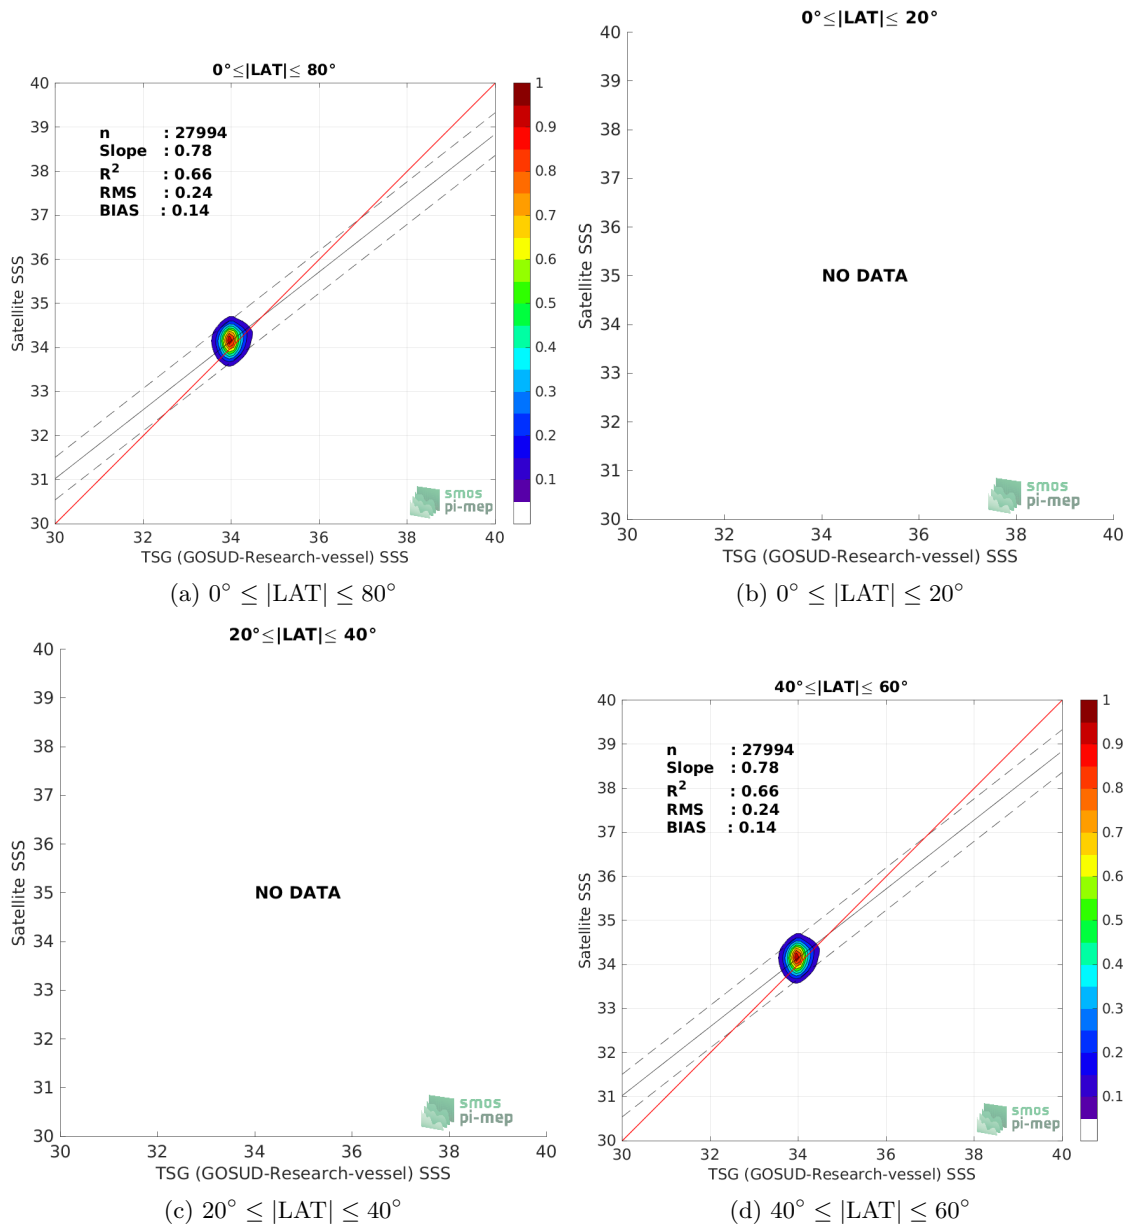 0°≤|LAT|≤ 80°
40
39
38
37
36
35
34
33
32
31
30
Satellite SSS
n : 27994
Slope : 0.78
R² : 0.66
RMS : 0.24
BIAS : 0.14
smos
pi-mep
30 32 34 36 38 40
TSG (GOSUD-Research-vessel) SSS
1
0.9
0.8
0.7
0.6
0.5
0.4
0.3
0.2
0.1
(a) 0° ≤ |LAT| ≤ 80°
0°≤|LAT|≤ 20°
40
39
38
37
36
35
34
33
32
31
30
Satellite SSS
NO DATA
smos
pi-mep
30 32 34 36 38 40
TSG (GOSUD-Research-vessel) SSS
(b) 0° ≤ |LAT| ≤ 20°
20°≤|LAT|≤ 40°
40
39
38
37
36
35
34
33
32
31
30
Satellite SSS
NO DATA
smos
pi-mep
30 32 34 36 38 40
TSG (GOSUD-Research-vessel) SSS
(c) 20° ≤ |LAT| ≤ 40°
40°≤|LAT|≤ 60°
40
39
38
37
36
35
34
33
32
31
30
Satellite SSS
n : 27994
Slope : 0.78
R² : 0.66
RMS : 0.24
BIAS : 0.14
smos
pi-mep
30 32 34 36 38 40
TSG (GOSUD-Research-vessel) SSS
1
0.9
0.8
0.7
0.6
0.5
0.4
0.3
0.2
0.1
(d) 40° ≤ |LAT| ≤ 60°